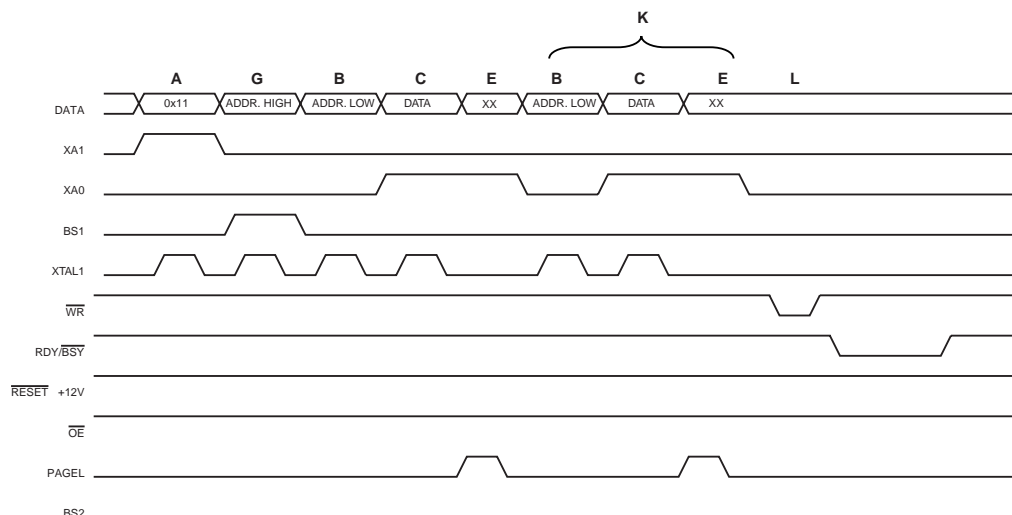 K
A G B C E B C E L
DATA 0x11 ADDR. HIGH ADDR. LOW DATA XX ADDR. LOW DATA XX
XA1
XA0
BS1
XTAL1
WR
RDY/BSY
RESET +12V
OE
PAGEL
BS2